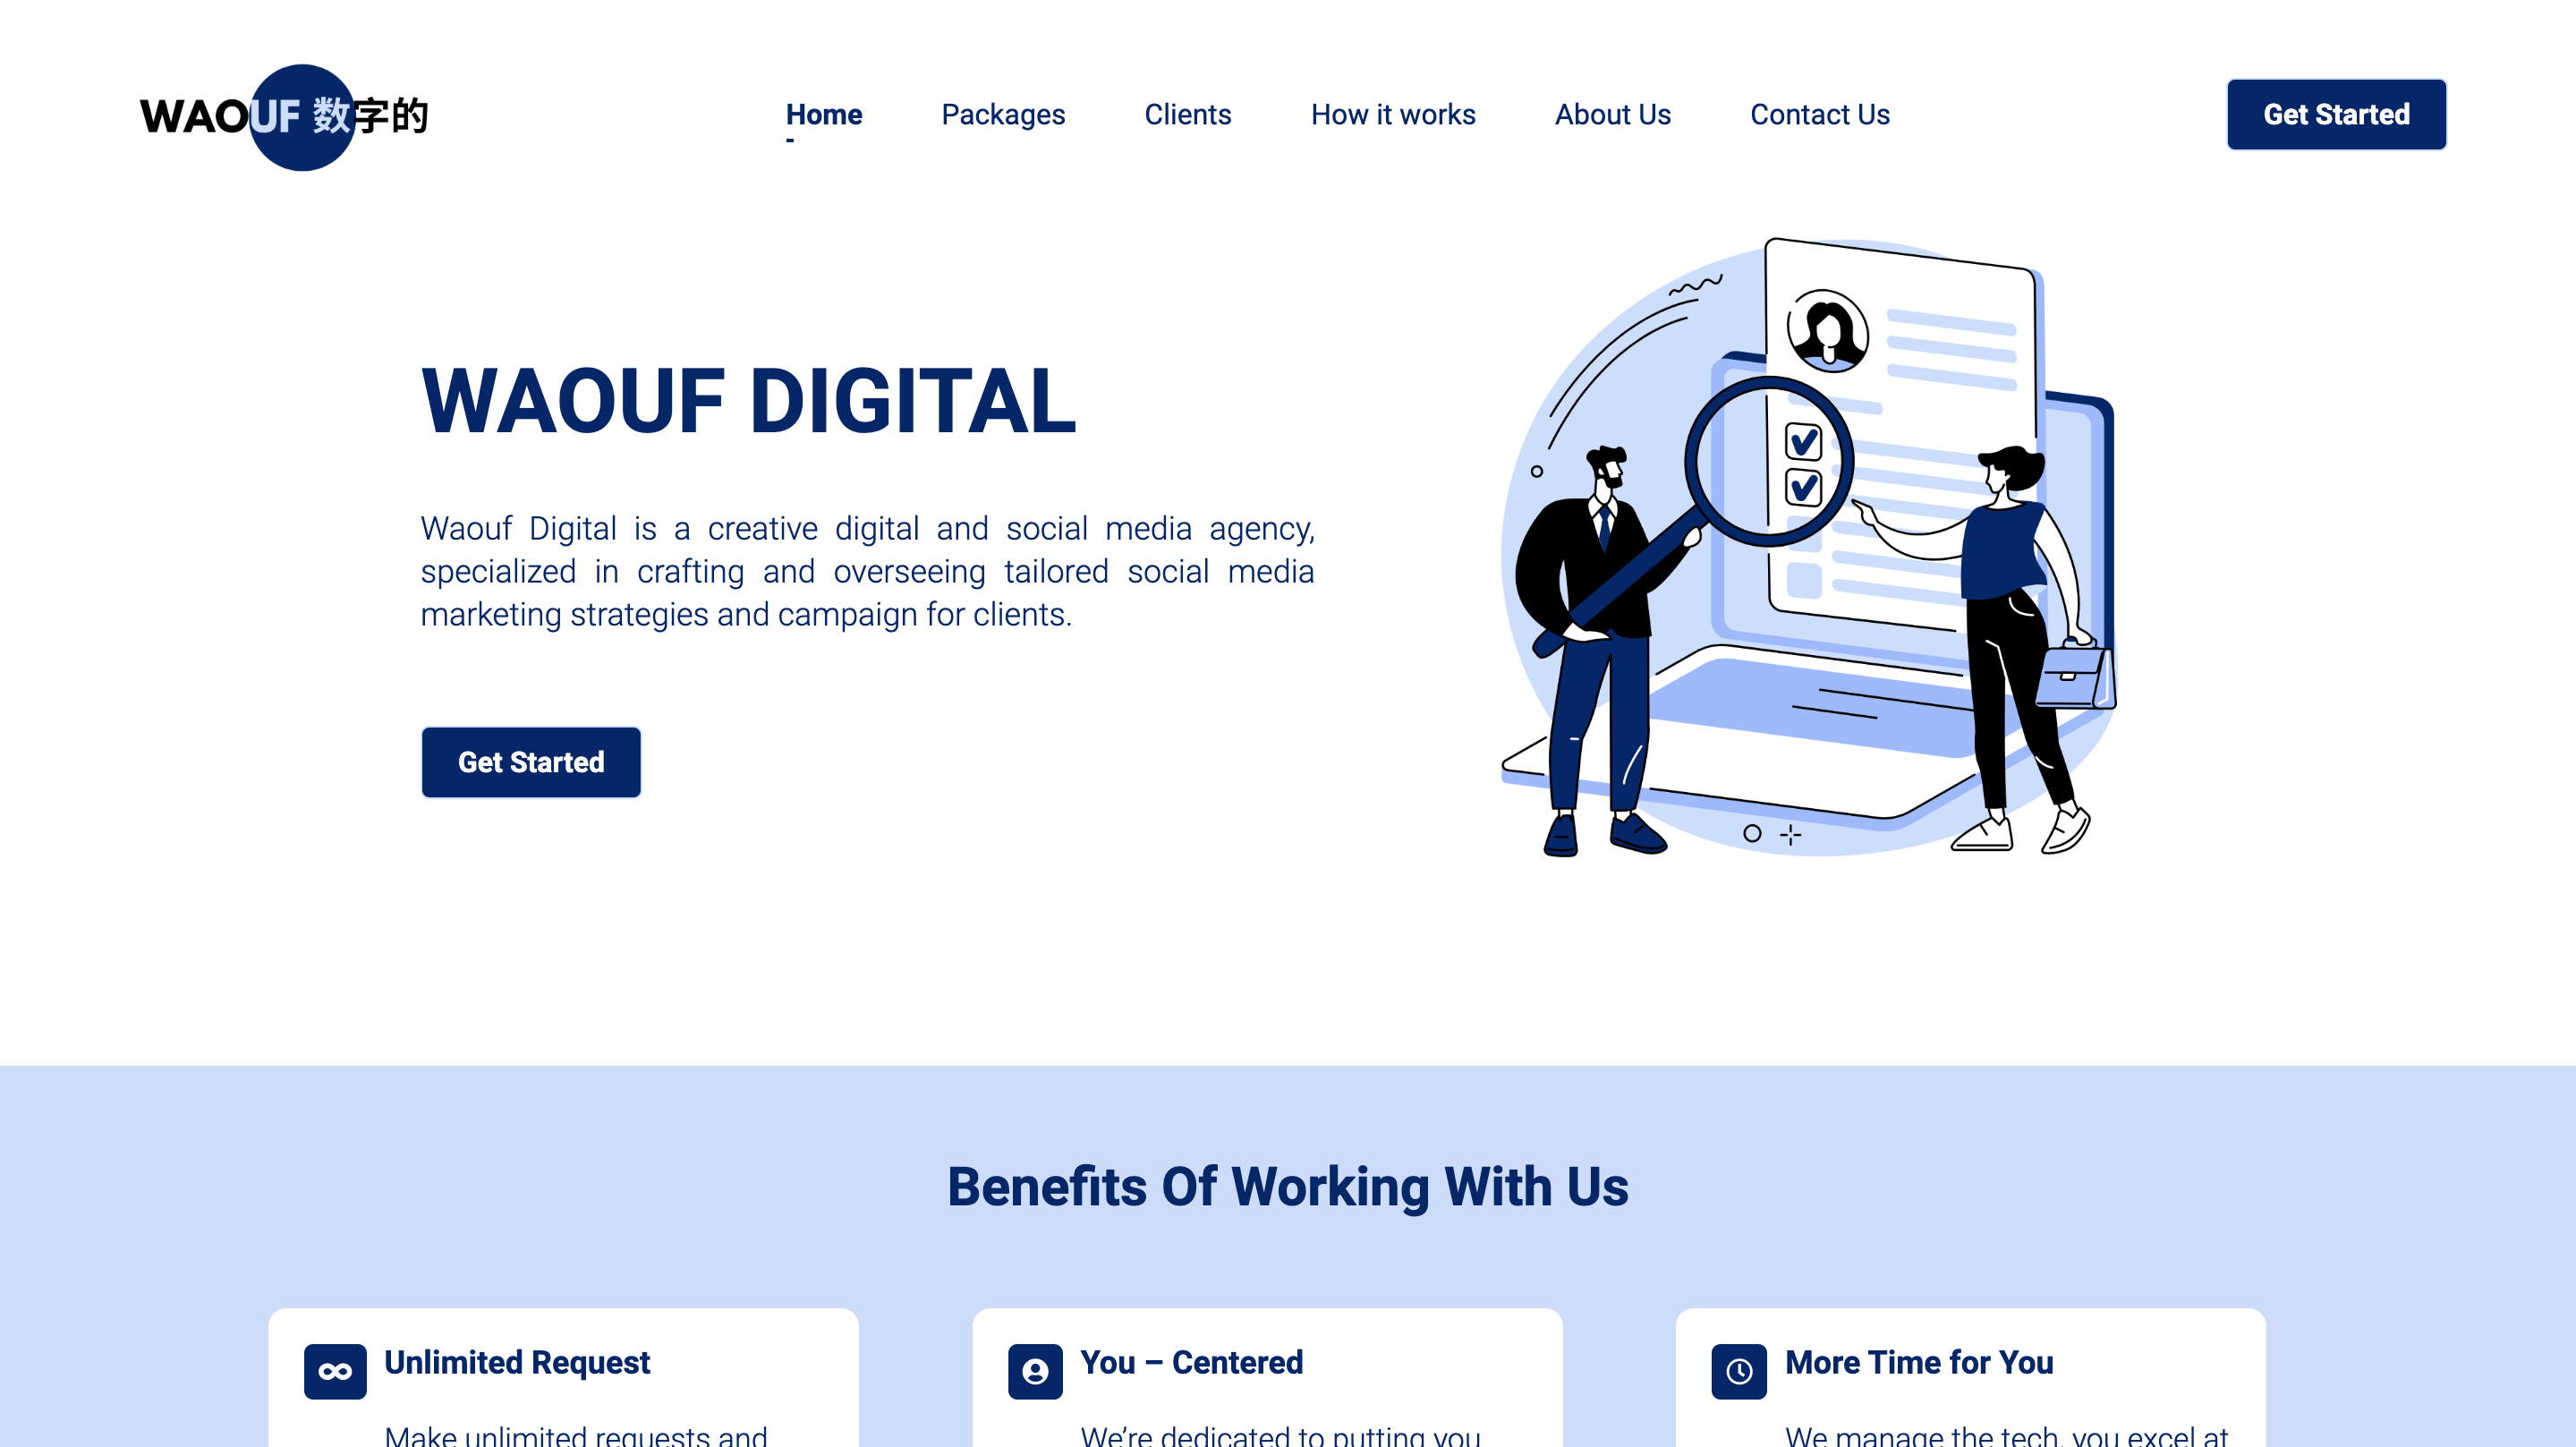 WAOUF 数字的
Home
Packages
Clients
How it works
About Us
Contact Us
Get Started
WAOUF DIGITAL
Waouf Digital is a creative digital and social media agency,
specialized in crafting and overseeing tailored social media
marketing strategies and campaign for clients.
Get Started
Benefits Of Working With Us
Unlimited Request
Make unlimited requests and
You – Centered
We’re dedicated to putting you
More Time for You
We manage the tech, you excel at